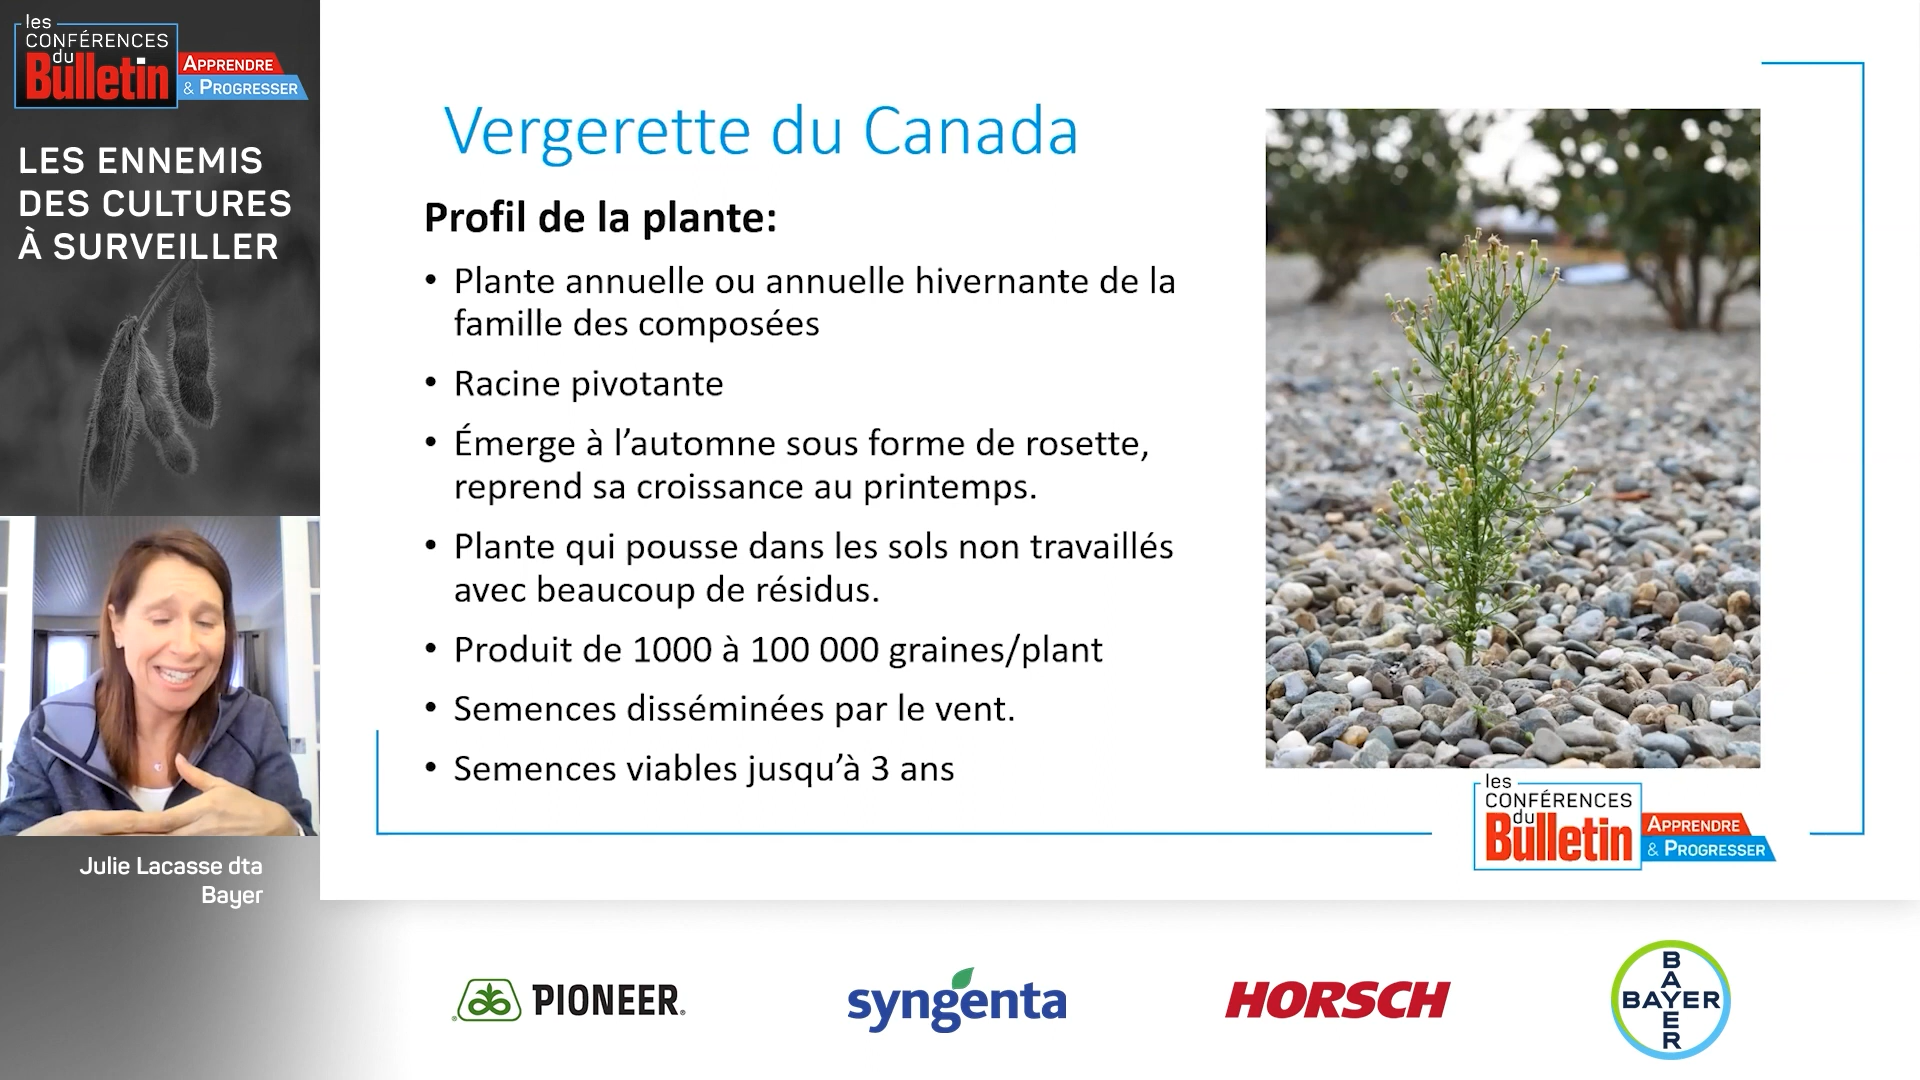 les
CONFÉRENCES
du
Bulletin
APPRENDRE
& PROGRESSER
LES ENNEMIS
DES CULTURES
À SURVEILLER
Julie Lacasse dta
Bayer
Vergerette du Canada
Profil de la plante:
• Plante annuelle ou annuelle hivernante de la
famille des composées
• Racine pivotante
• Émerge à l’automne sous forme de rosette,
reprend sa croissance au printemps.
• Plante qui pousse dans les sols non travaillés
avec beaucoup de résidus.
• Produit de 1000 à 100 000 graines/plant
• Semences disséminées par le vent.
• Semences viables jusqu’à 3 ans
les
CONFÉRENCES
du
Bulletin
APPRENDRE
& PROGRESSER
PIONEER®
syngenta
HORSCH
BAYER
BAYER